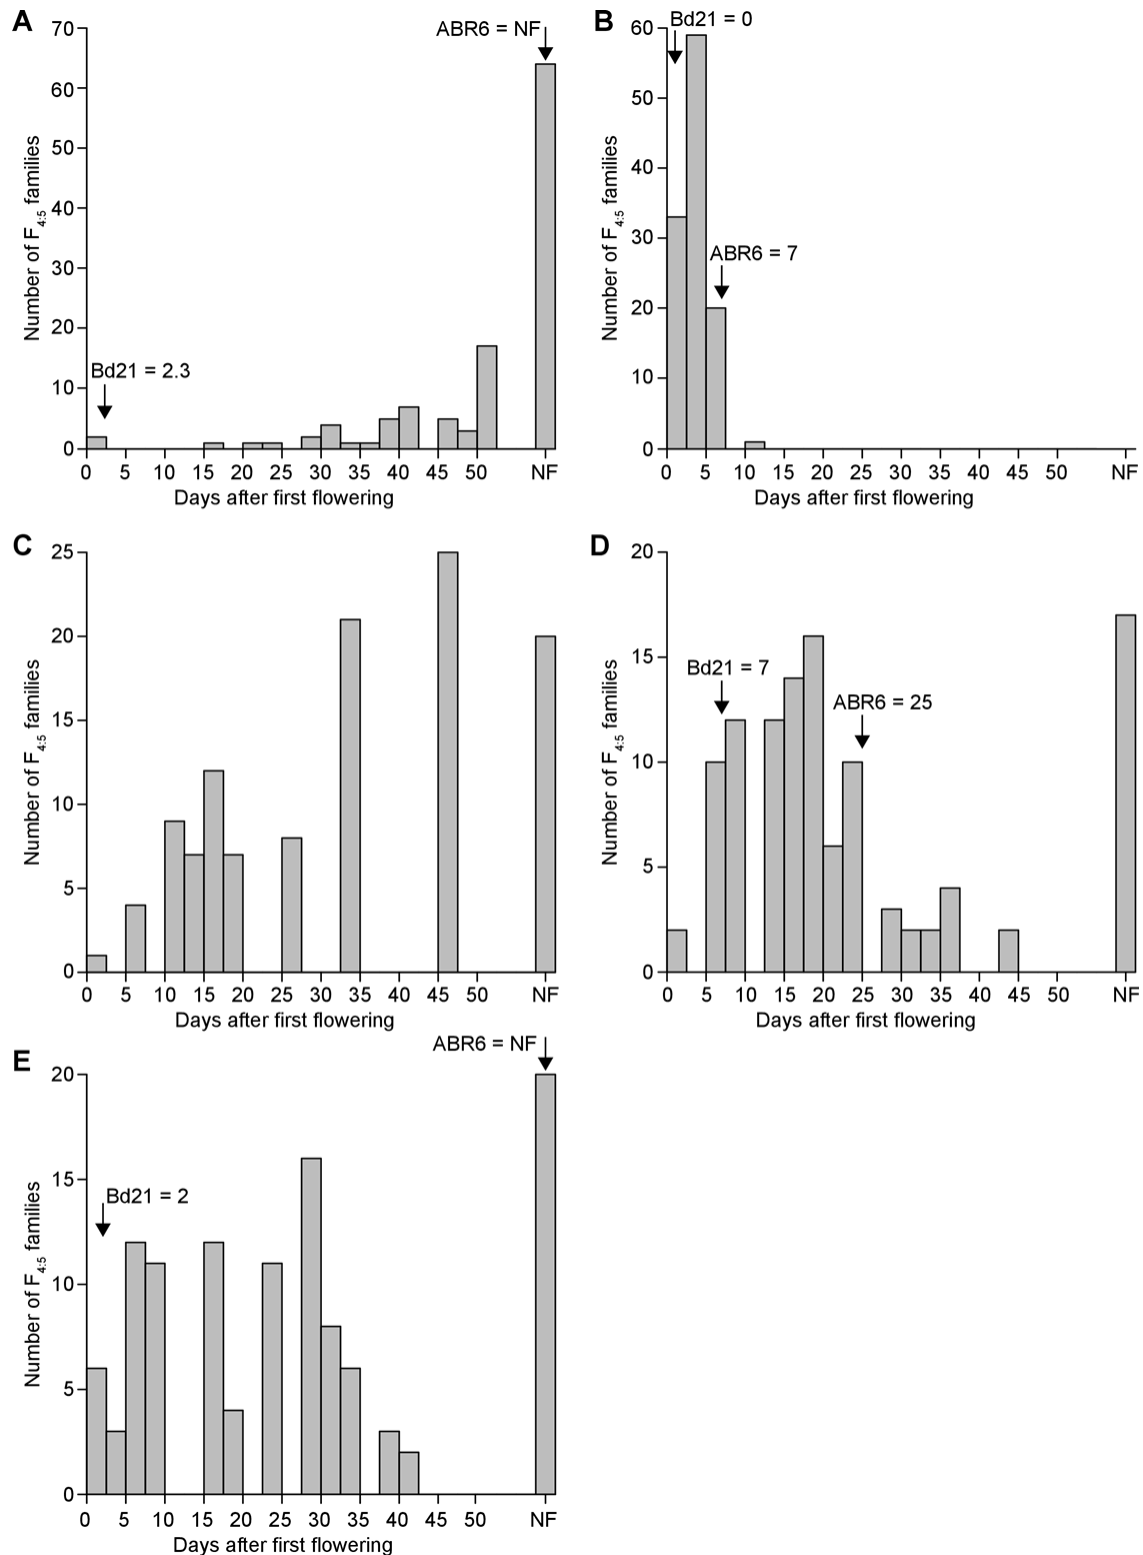 A
ABR6 = NF
Bd21 = 2.3
Number of F4:5 families
70
60
50
40
30
20
10
0
0 5 10 15 20 25 30 35 40 45 50 NF
Days after first flowering
B
Bd21 = 0
ABR6 = 7
Number of F4:5 families
60
50
40
30
20
10
0
0 5 10 15 20 25 30 35 40 45 50 NF
Days after first flowering
C
Number of F4:5 families
25
20
15
10
5
0
0 5 10 15 20 25 30 35 40 45 50 NF
Days after first flowering
D
Bd21 = 7
ABR6 = 25
Number of F4:5 families
20
15
10
5
0
0 5 10 15 20 25 30 35 40 45 50 NF
Days after first flowering
E
ABR6 = NF
Bd21 = 2
Number of F4:5 families
20
15
10
5
0
0 5 10 15 20 25 30 35 40 45 50 NF
Days after first flowering